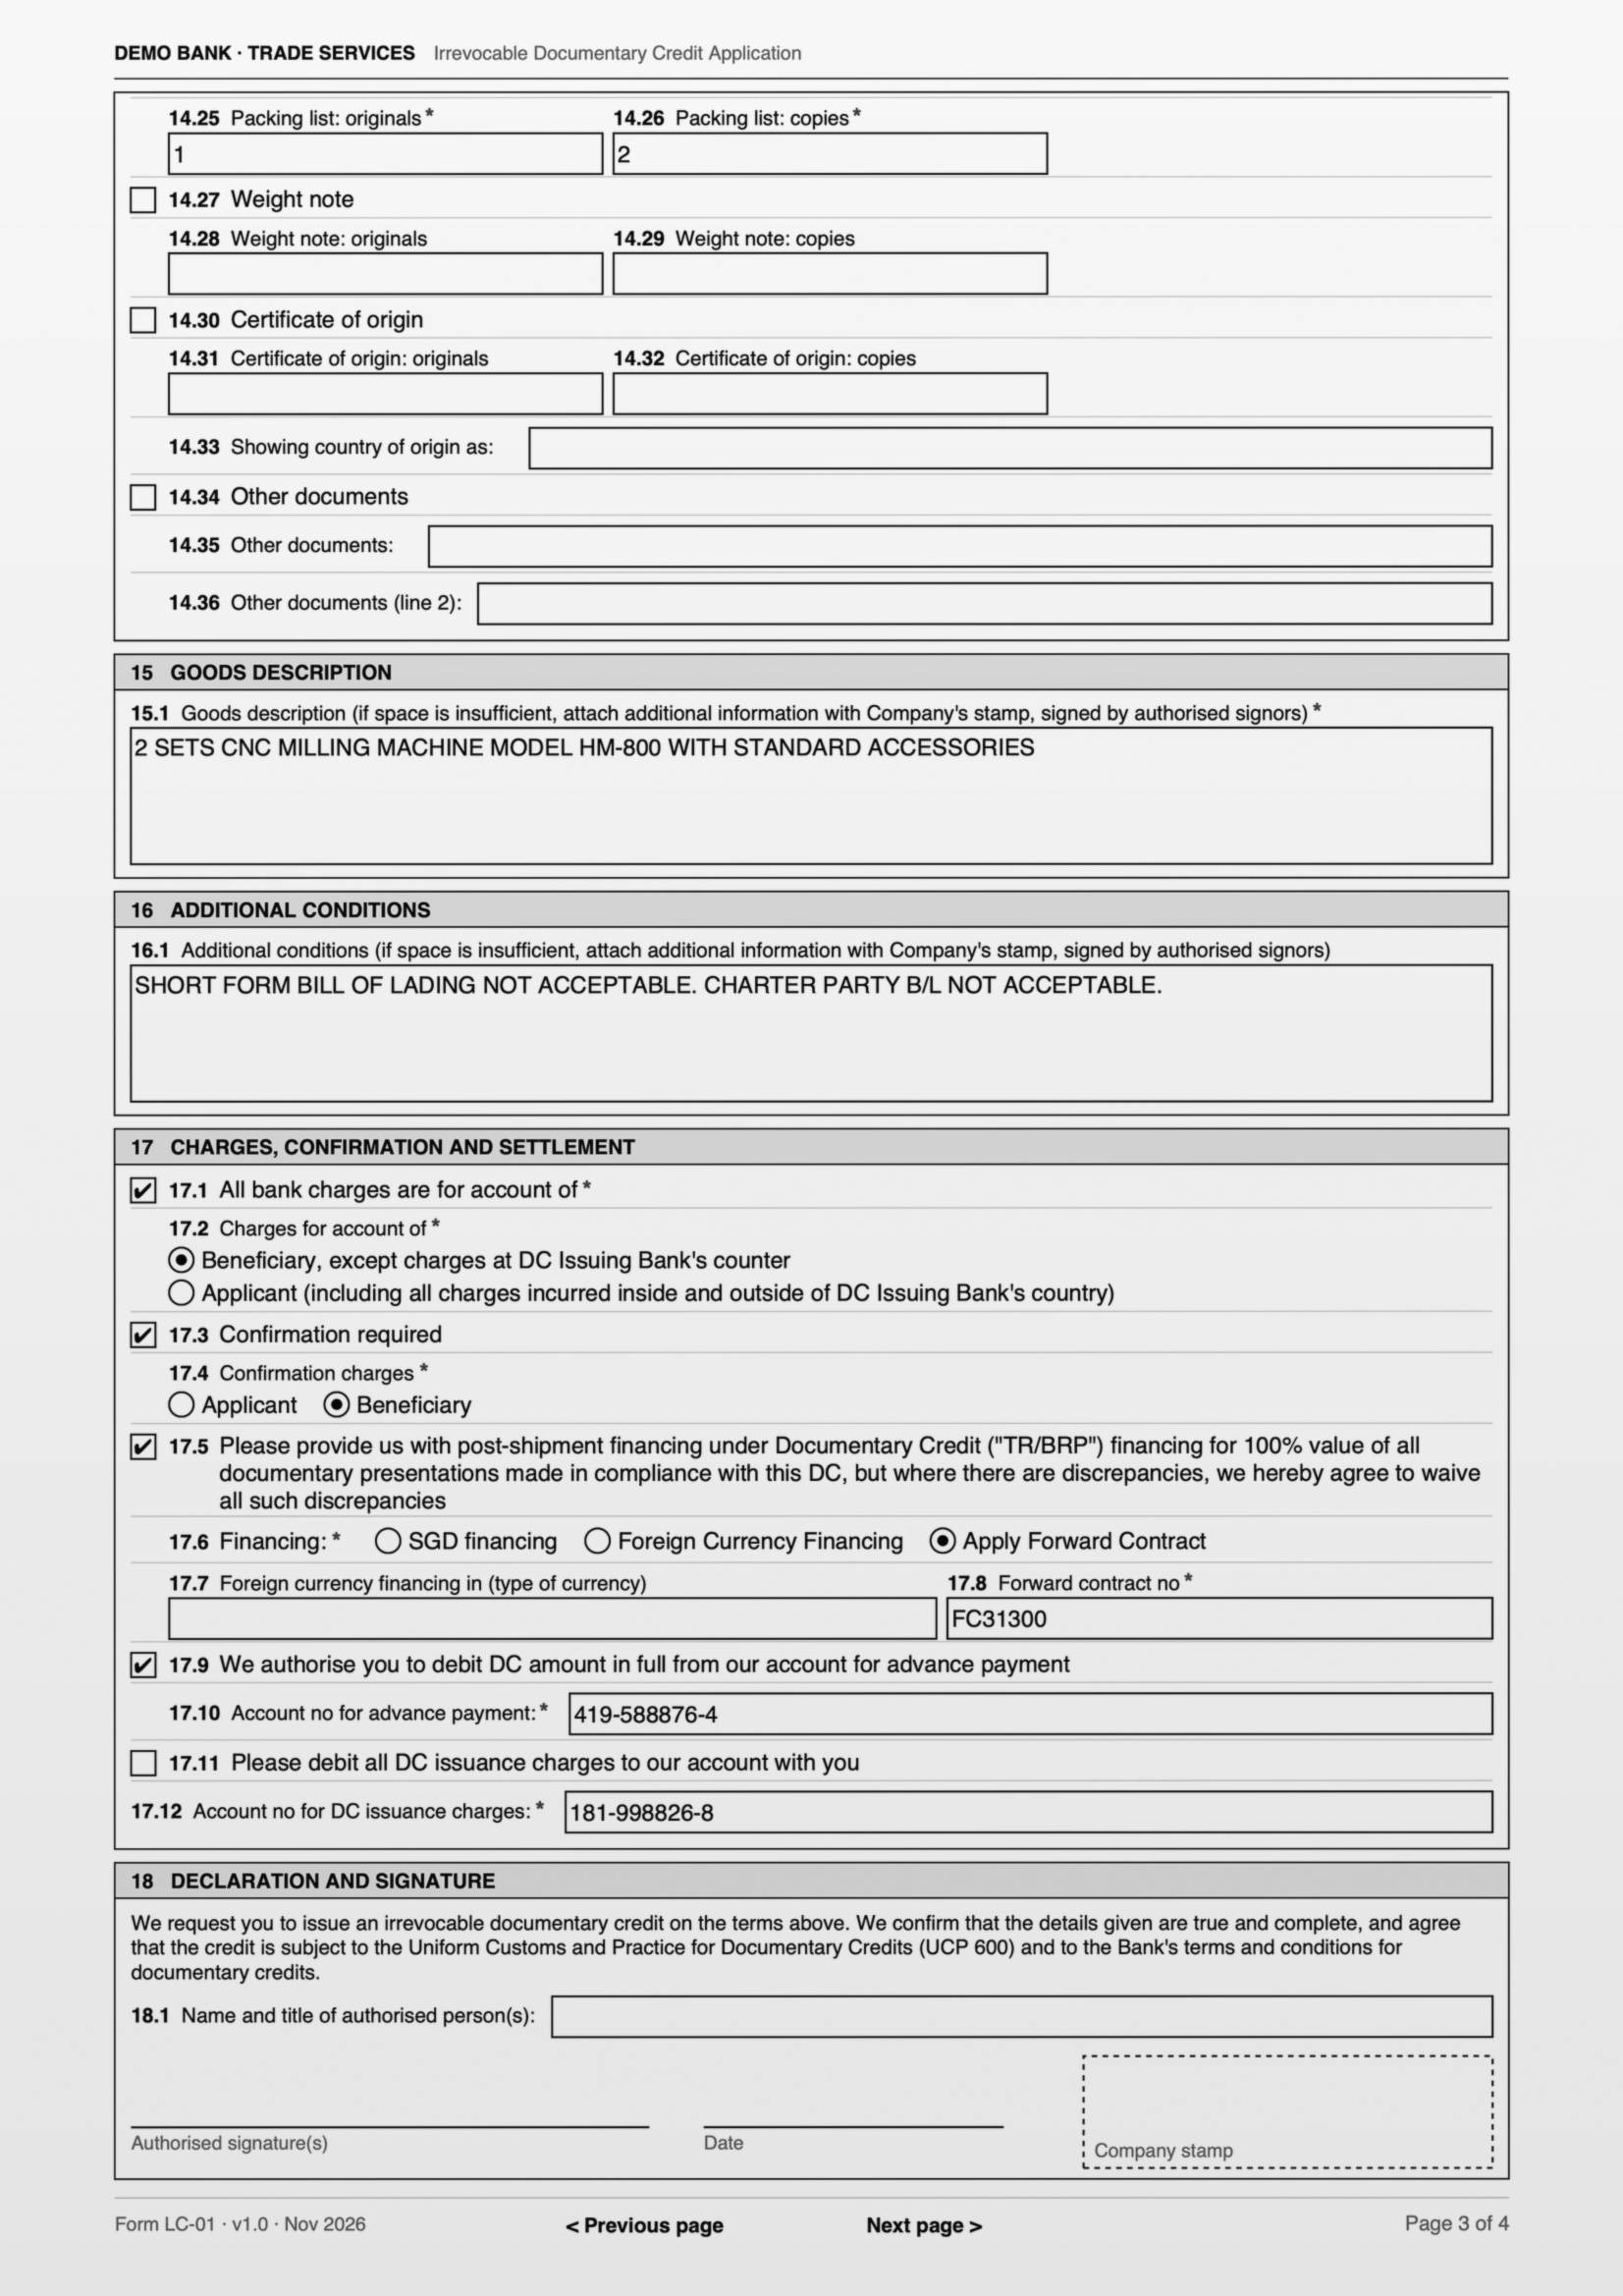 DEMO BANK · TRADE SERVICES Irrevocable Documentary Credit Application
14.25 Packing list: originals * 14.26 Packing list: copies *
1 2
14.27 Weight note
14.28 Weight note: originals 14.29 Weight note: copies
14.30 Certificate of origin
14.31 Certificate of origin: originals 14.32 Certificate of origin: copies
14.33 Showing country of origin as:
14.34 Other documents
14.35 Other documents:
14.36 Other documents (line 2):
15 GOODS DESCRIPTION
15.1 Goods description (if space is insufficient, attach additional information with Company's stamp, signed by authorised signors) *
2 SETS CNC MILLING MACHINE MODEL HM-800 WITH STANDARD ACCESSORIES
16 ADDITIONAL CONDITIONS
16.1 Additional conditions (if space is insufficient, attach additional information with Company's stamp, signed by authorised signors)
SHORT FORM BILL OF LADING NOT ACCEPTABLE. CHARTER PARTY B/L NOT ACCEPTABLE.
17 CHARGES, CONFIRMATION AND SETTLEMENT
17.1 All bank charges are for account of *
17.2 Charges for account of *
Beneficiary, except charges at DC Issuing Bank's counter
Applicant (including all charges incurred inside and outside of DC Issuing Bank's country)
17.3 Confirmation required
17.4 Confirmation charges *
Applicant Beneficiary
17.5 Please provide us with post-shipment financing under Documentary Credit ("TR/BRP") financing for 100% value of all
documentary presentations made in compliance with this DC, but where there are discrepancies, we hereby agree to waive
all such discrepancies
17.6 Financing: * SGD financing Foreign Currency Financing Apply Forward Contract
17.7 Foreign currency financing in (type of currency) 17.8 Forward contract no *
FC31300
17.9 We authorise you to debit DC amount in full from our account for advance payment
17.10 Account no for advance payment: * 419-588876-4
17.11 Please debit all DC issuance charges to our account with you
17.12 Account no for DC issuance charges: * 181-998826-8
18 DECLARATION AND SIGNATURE
We request you to issue an irrevocable documentary credit on the terms above. We confirm that the details given are true and complete, and agree
that the credit is subject to the Uniform Customs and Practice for Documentary Credits (UCP 600) and to the Bank's terms and conditions for
documentary credits.
18.1 Name and title of authorised person(s):
Authorised signature(s) Date Company stamp
Form LC-01 · v1.0 · Nov 2026 < Previous page Next page > Page 3 of 4